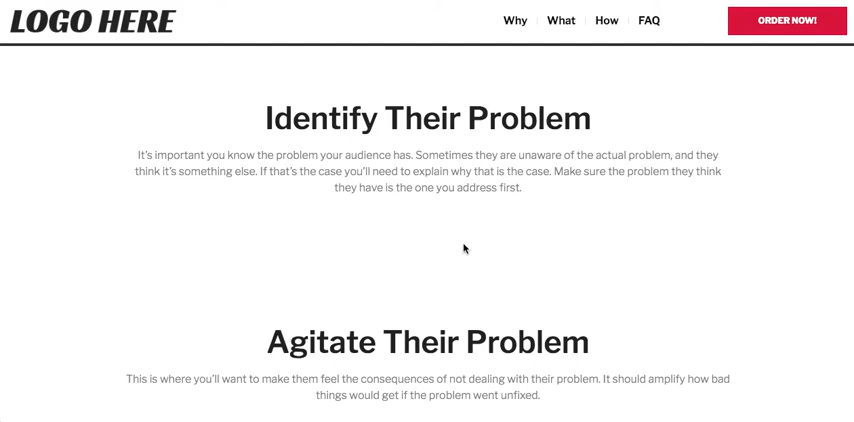 LOGO HERE
Why What How FAQ ORDER NOW!
Identify Their Problem
It's important you know the problem your audience has. Sometimes they are unaware of the actual problem, and they
think it's something else. If that's the case you'll need to explain why that is the case. Make sure the problem they think
they have is the one you address first.
Agitate Their Problem
This is where you'll want to make them feel the consequences of not dealing with their problem. It should amplify how bad
things would get if the problem went unfixed.